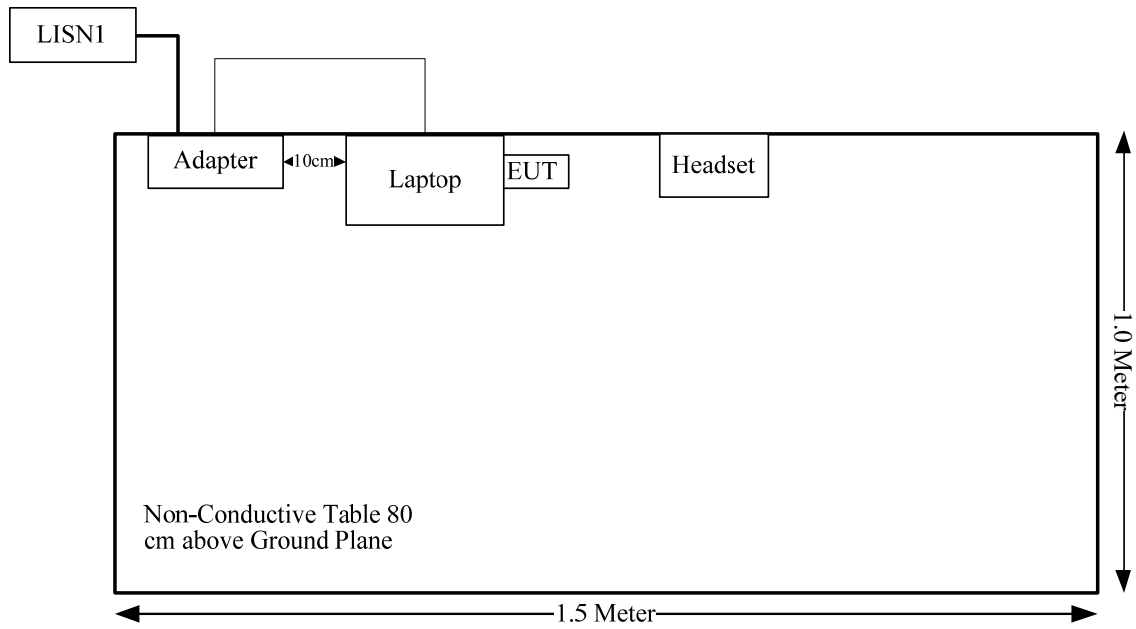 LISN1
Adapter
10cm
Laptop
EUT
Headset
1.0 Meter
Non-Conductive Table 80
cm above Ground Plane
1.5 Meter